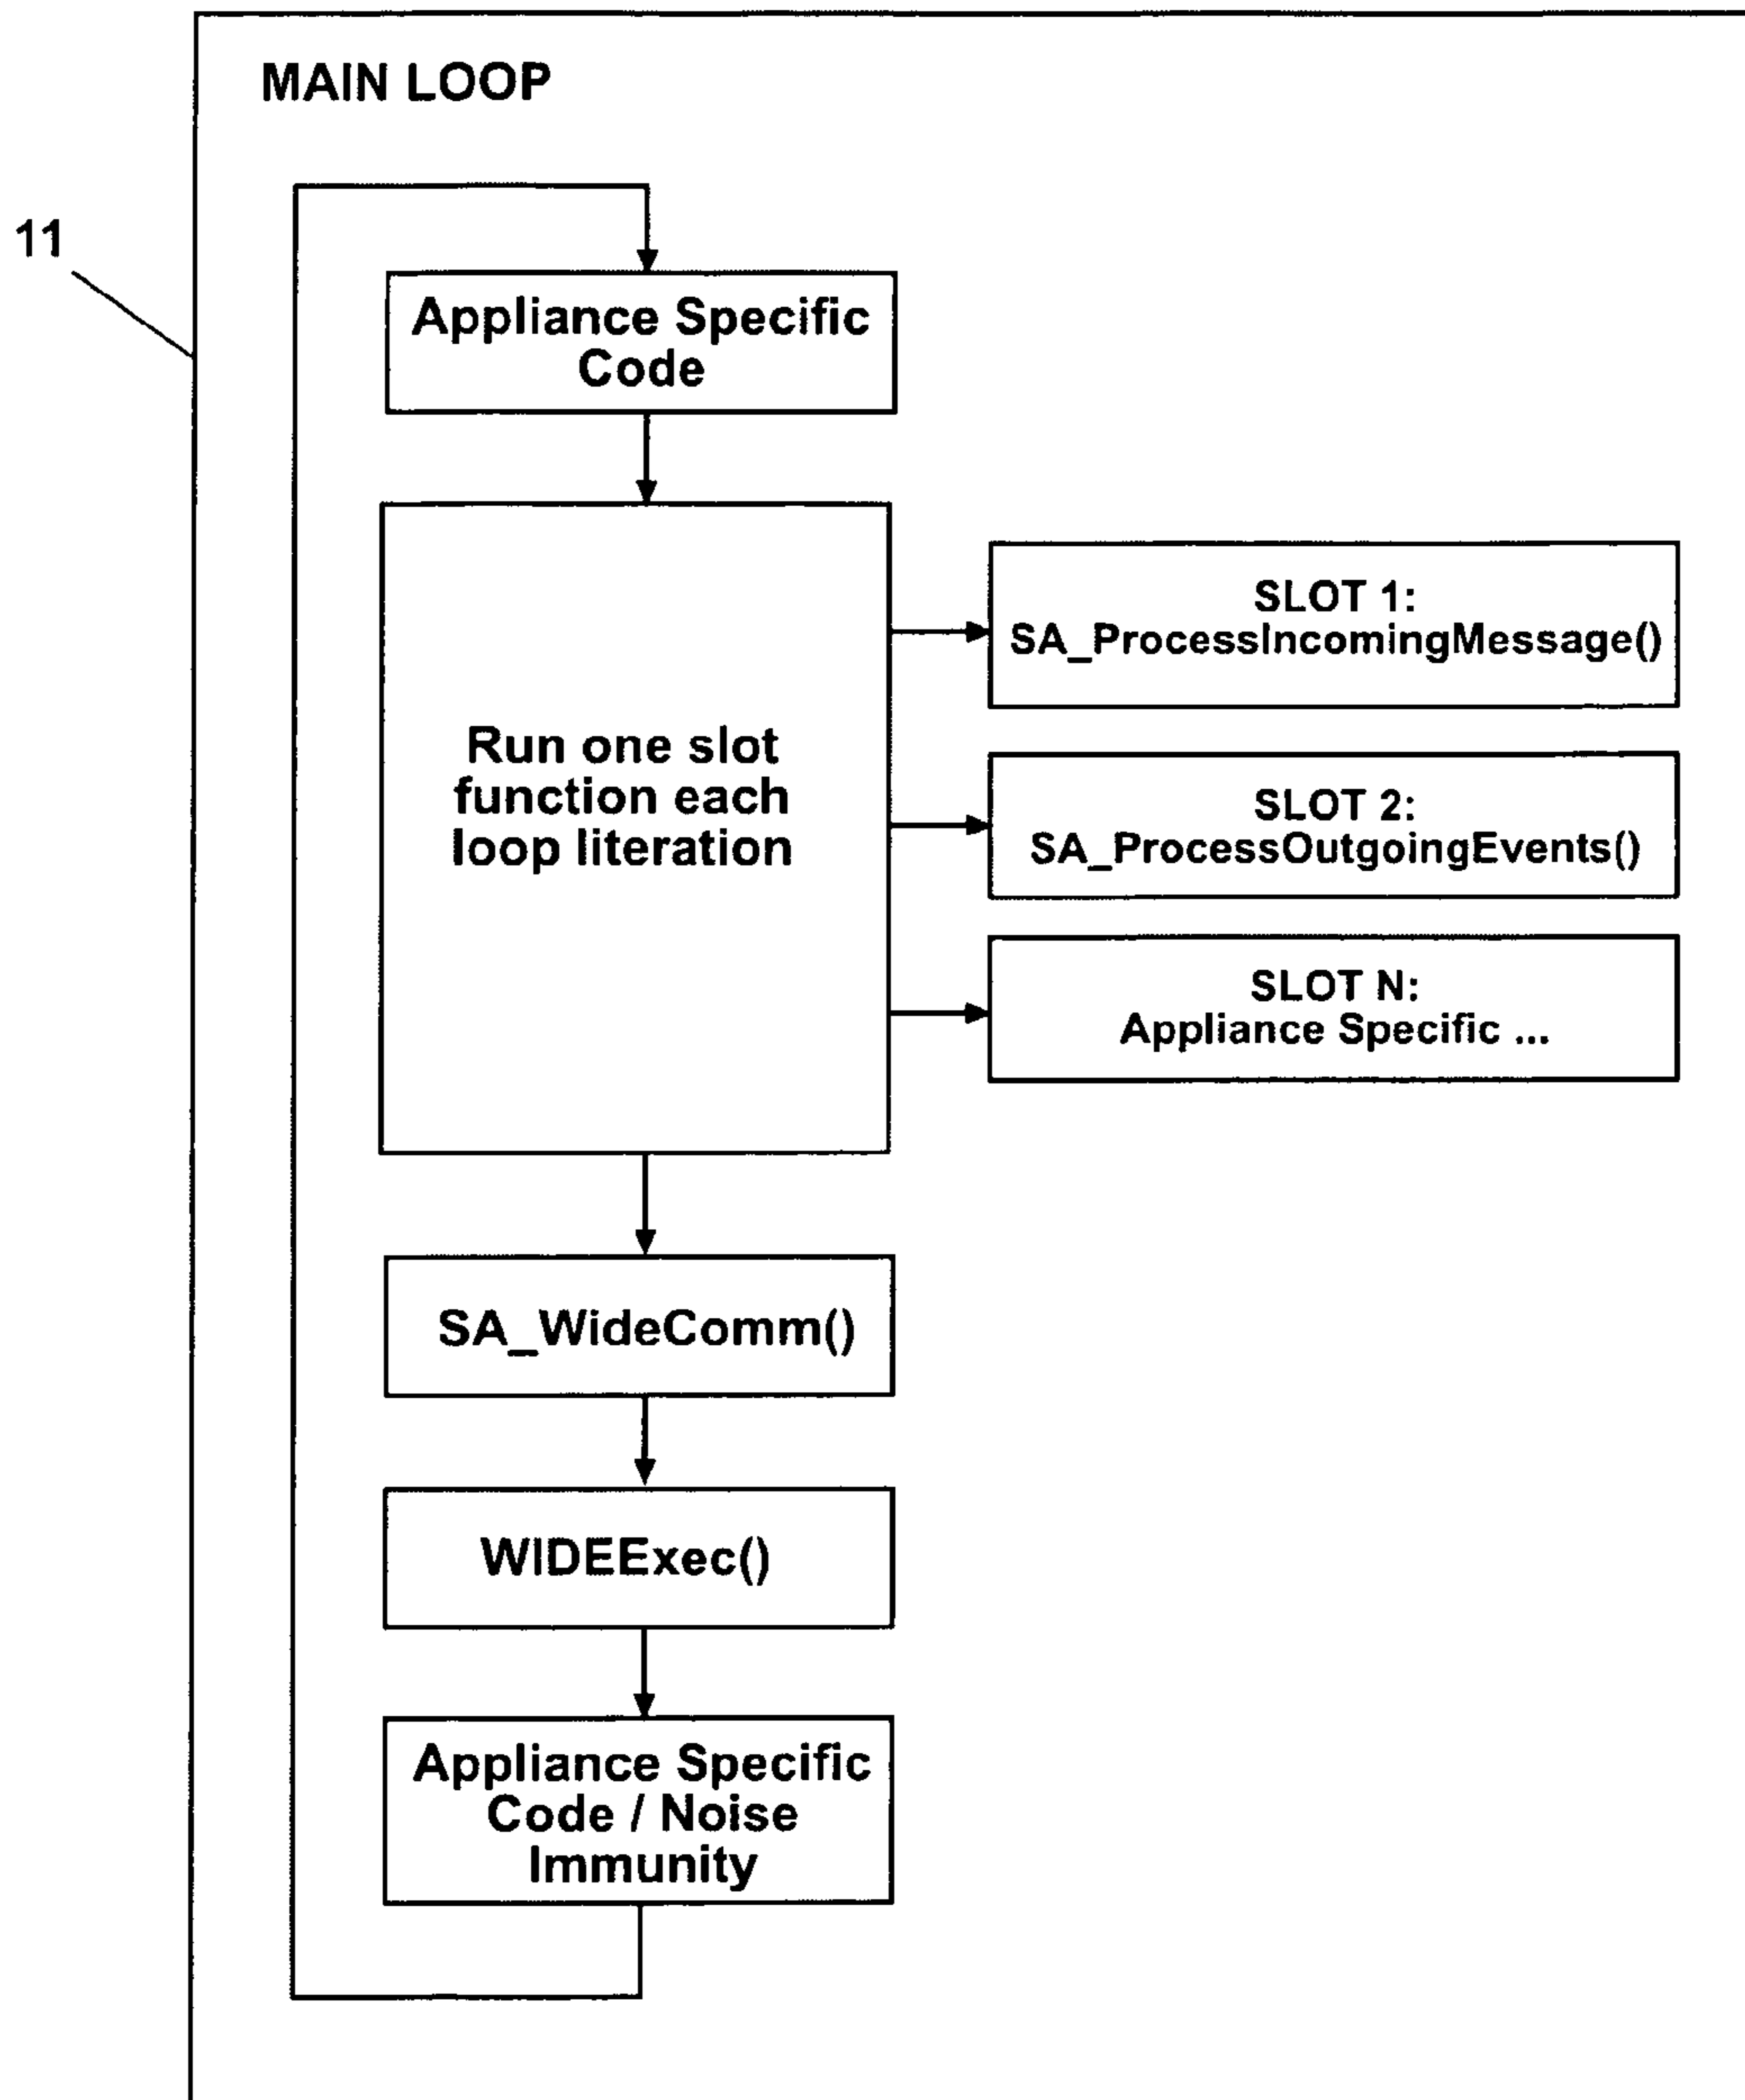 MAIN LOOP
11
Appliance Specific
Code
Run one slot
function each
loop literation
SLOT 1:
SA_ProcessIncomingMessage()
SLOT 2:
SA_ProcessOutgoingEvents()
SLOT N:
Appliance Specific ...
SA_WideComm()
WIDEExec()
Appliance Specific
Code / Noise
Immunity